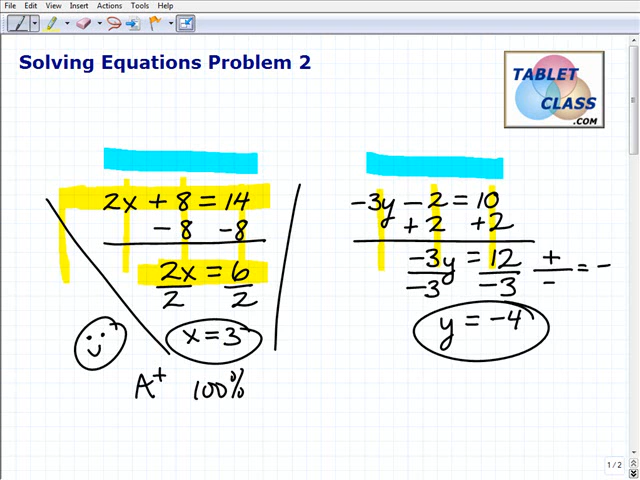 File Edit View Insert Actions Tools Help
Solving Equations Problem 2
TABLET
CLASS
.COM
2x + 8 = 14
- 8 -8
2x = 6
2 2
x = 3
A+ 100%
-3y - 2 = 10
+ 2 +2
-3y = 12
-3 -3
+
- = -
y = -4
1 / 2